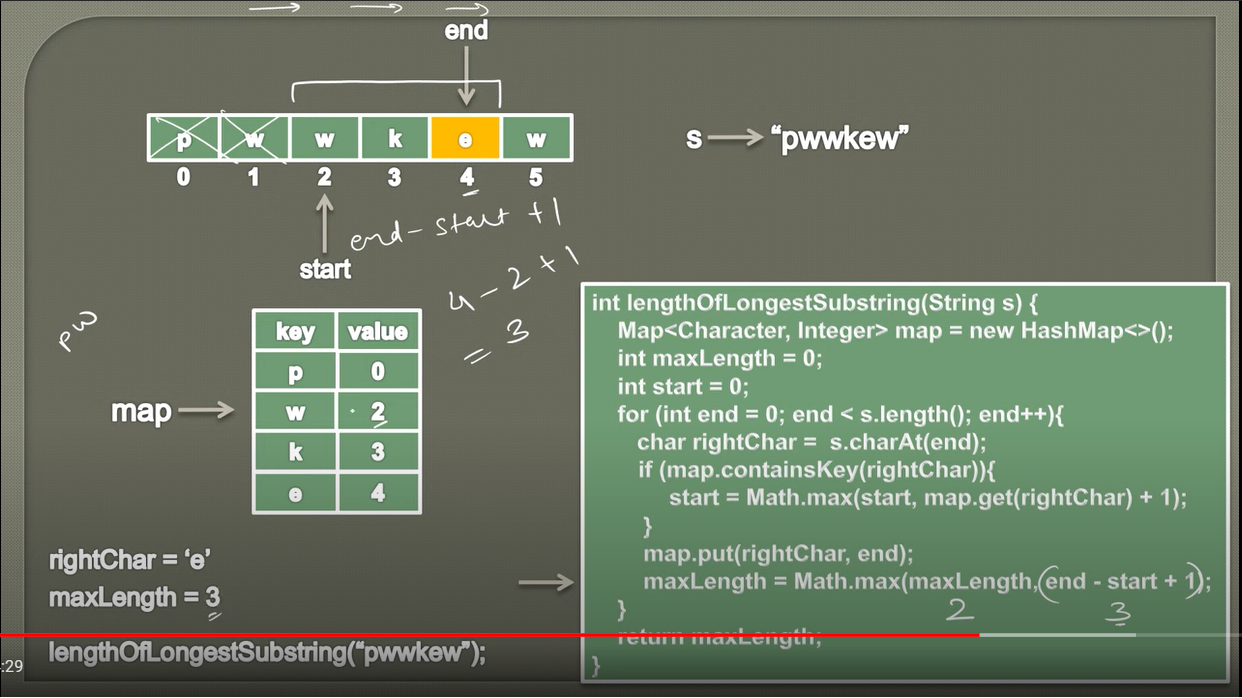 end
p w w k e w
0 1 2 3 4 5
s "pwwkew"
end - start + 1
start
4 - 2 + 1
= 3
pw
map
key value
p 0
w 2
k 3
e 4
rightChar = 'e'
maxLength = 3
lengthOfLongestSubstring("pwwkew");
:29
int lengthOfLongestSubstring(String s) {
Map<Character, Integer> map = new HashMap<>();
int maxLength = 0;
int start = 0;
for (int end = 0; end < s.length(); end++){
char rightChar = s.charAt(end);
if (map.containsKey(rightChar)){
start = Math.max(start, map.get(rightChar) + 1);
}
map.put(rightChar, end);
maxLength = Math.max(maxLength,(end - start + 1);
2 3
}
return maxLength;
}